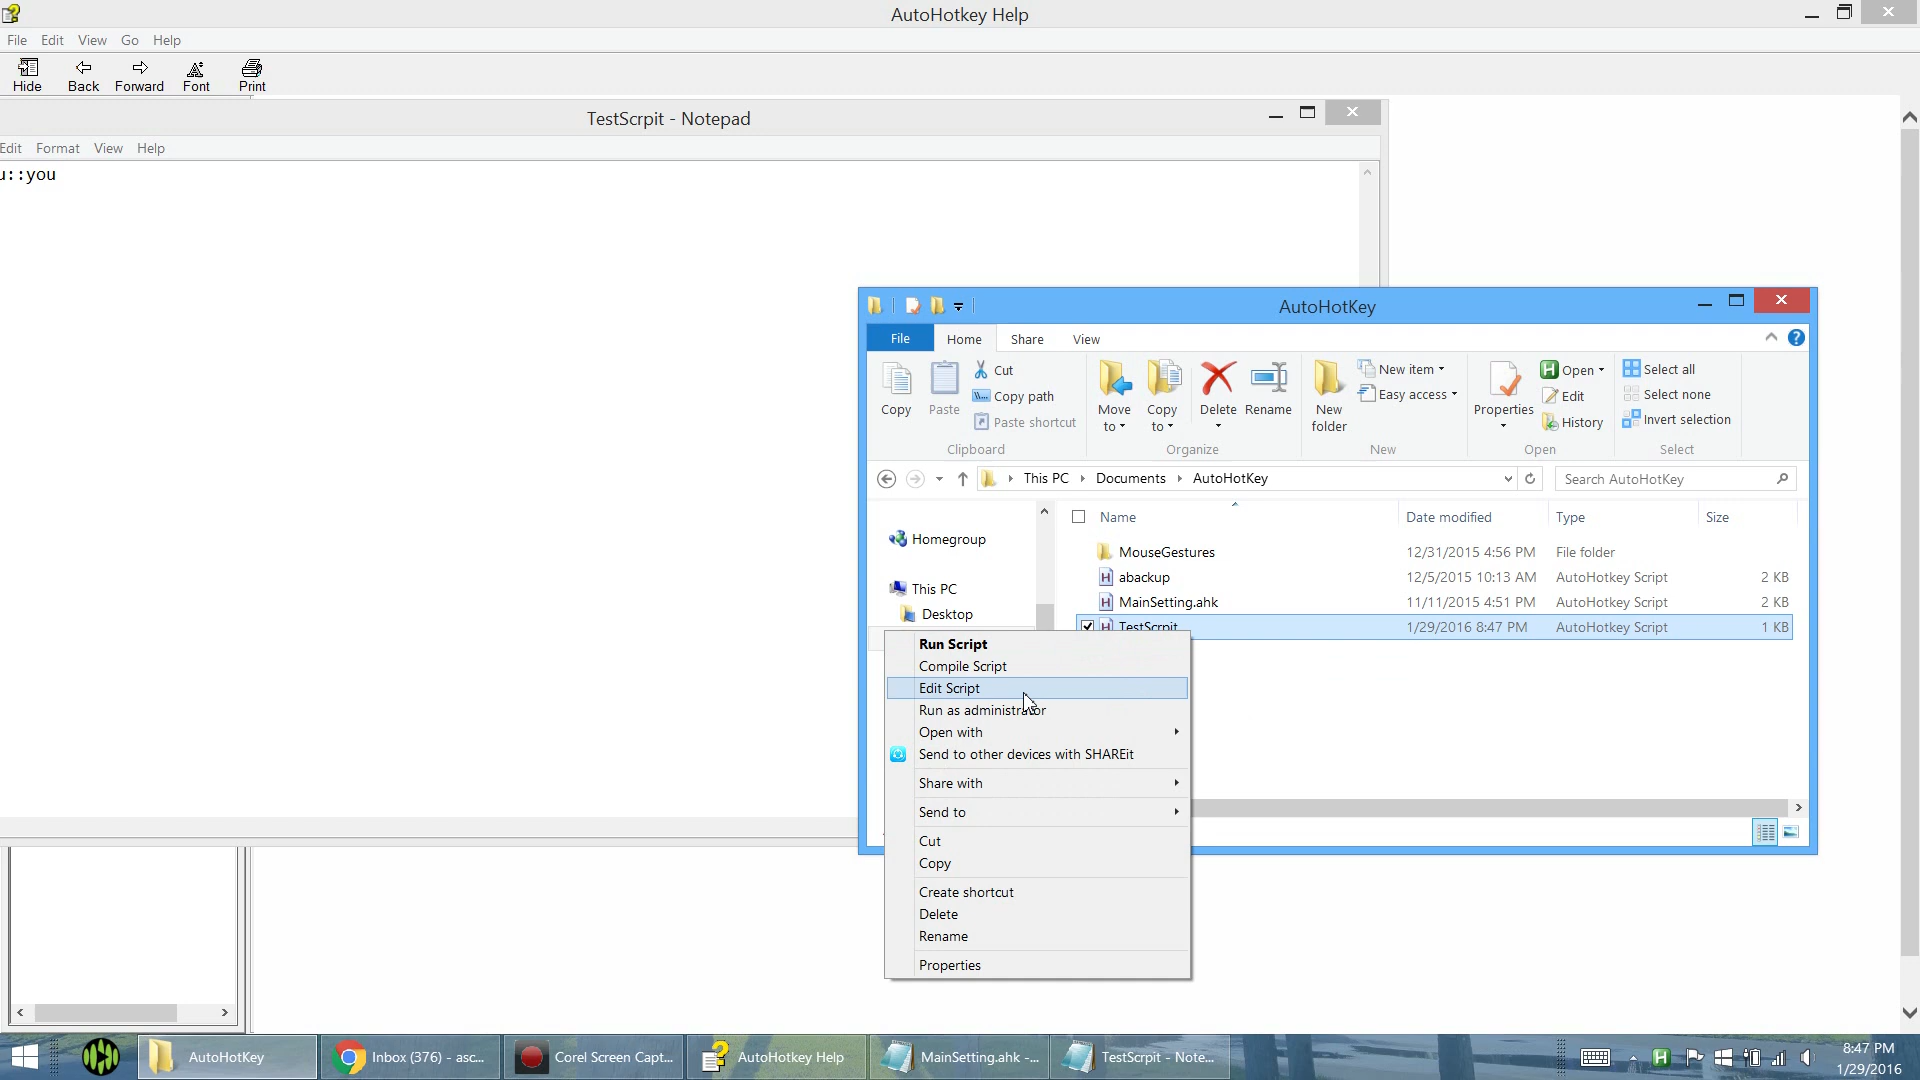 AutoHotkey Help
File Edit View Go Help
Hide Back Forward Font Print
TestScrpit - Notepad
Edit Format View Help
u::you
AutoHotKey
File Home Share View
Copy
Paste
Cut
Copy path
Paste shortcut
Clipboard
Move to
Copy to
Delete
Rename
Organize
New folder
New item
Easy access
New
Properties
Open
Edit
History
Open
Select all
Select none
Invert selection
Select
This PC Documents AutoHotKey
Search AutoHotKey
Homegroup
This PC
Desktop
Name Date modified Type Size
MouseGestures 12/31/2015 4:56 PM File folder
abackup 12/5/2015 10:13 AM AutoHotkey Script 2 KB
MainSetting.ahk 11/11/2015 4:51 PM AutoHotkey Script 2 KB
TestScrpit 1/29/2016 8:47 PM AutoHotkey Script 1 KB
Run Script
Compile Script
Edit Script
Run as administrator
Open with
Send to other devices with SHAREit
Share with
Send to
Cut
Copy
Create shortcut
Delete
Rename
Properties
AutoHotKey
Inbox (376) - asc...
Corel Screen Capt...
AutoHotkey Help
MainSetting.ahk -...
TestScrpit - Note...
8:47 PM
1/29/2016